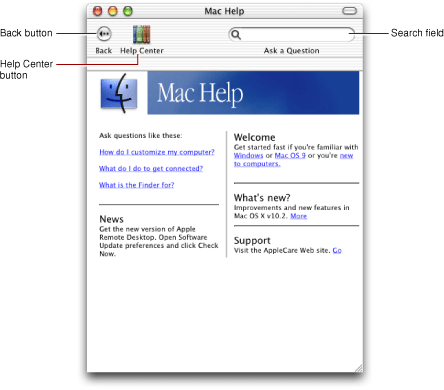 Mac Help
Back button
Search field
Back
Help Center
Ask a Question
Help Center
button
Mac Help
Ask questions like these:
How do I customize my computer?
What do I do to get connected?
What is the Finder for?
News
Get the new version of Apple
Remote Desktop. Open Software
Update preferences and click Check
Now.
Welcome
Get started fast if you're familiar with
Windows or Mac OS 9 or you're new
to computers.
What's new?
Improvements and new features in
Mac OS X v10.2. More
Support
Visit the AppleCare Web site. Go